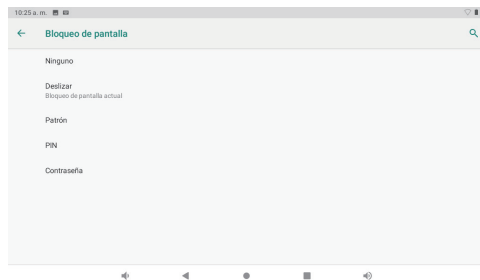 10:25 a. m.
Bloqueo de pantalla
Ninguno
Deslizar
Bloqueo de pantalla actual
Patrón
PIN
Contraseña